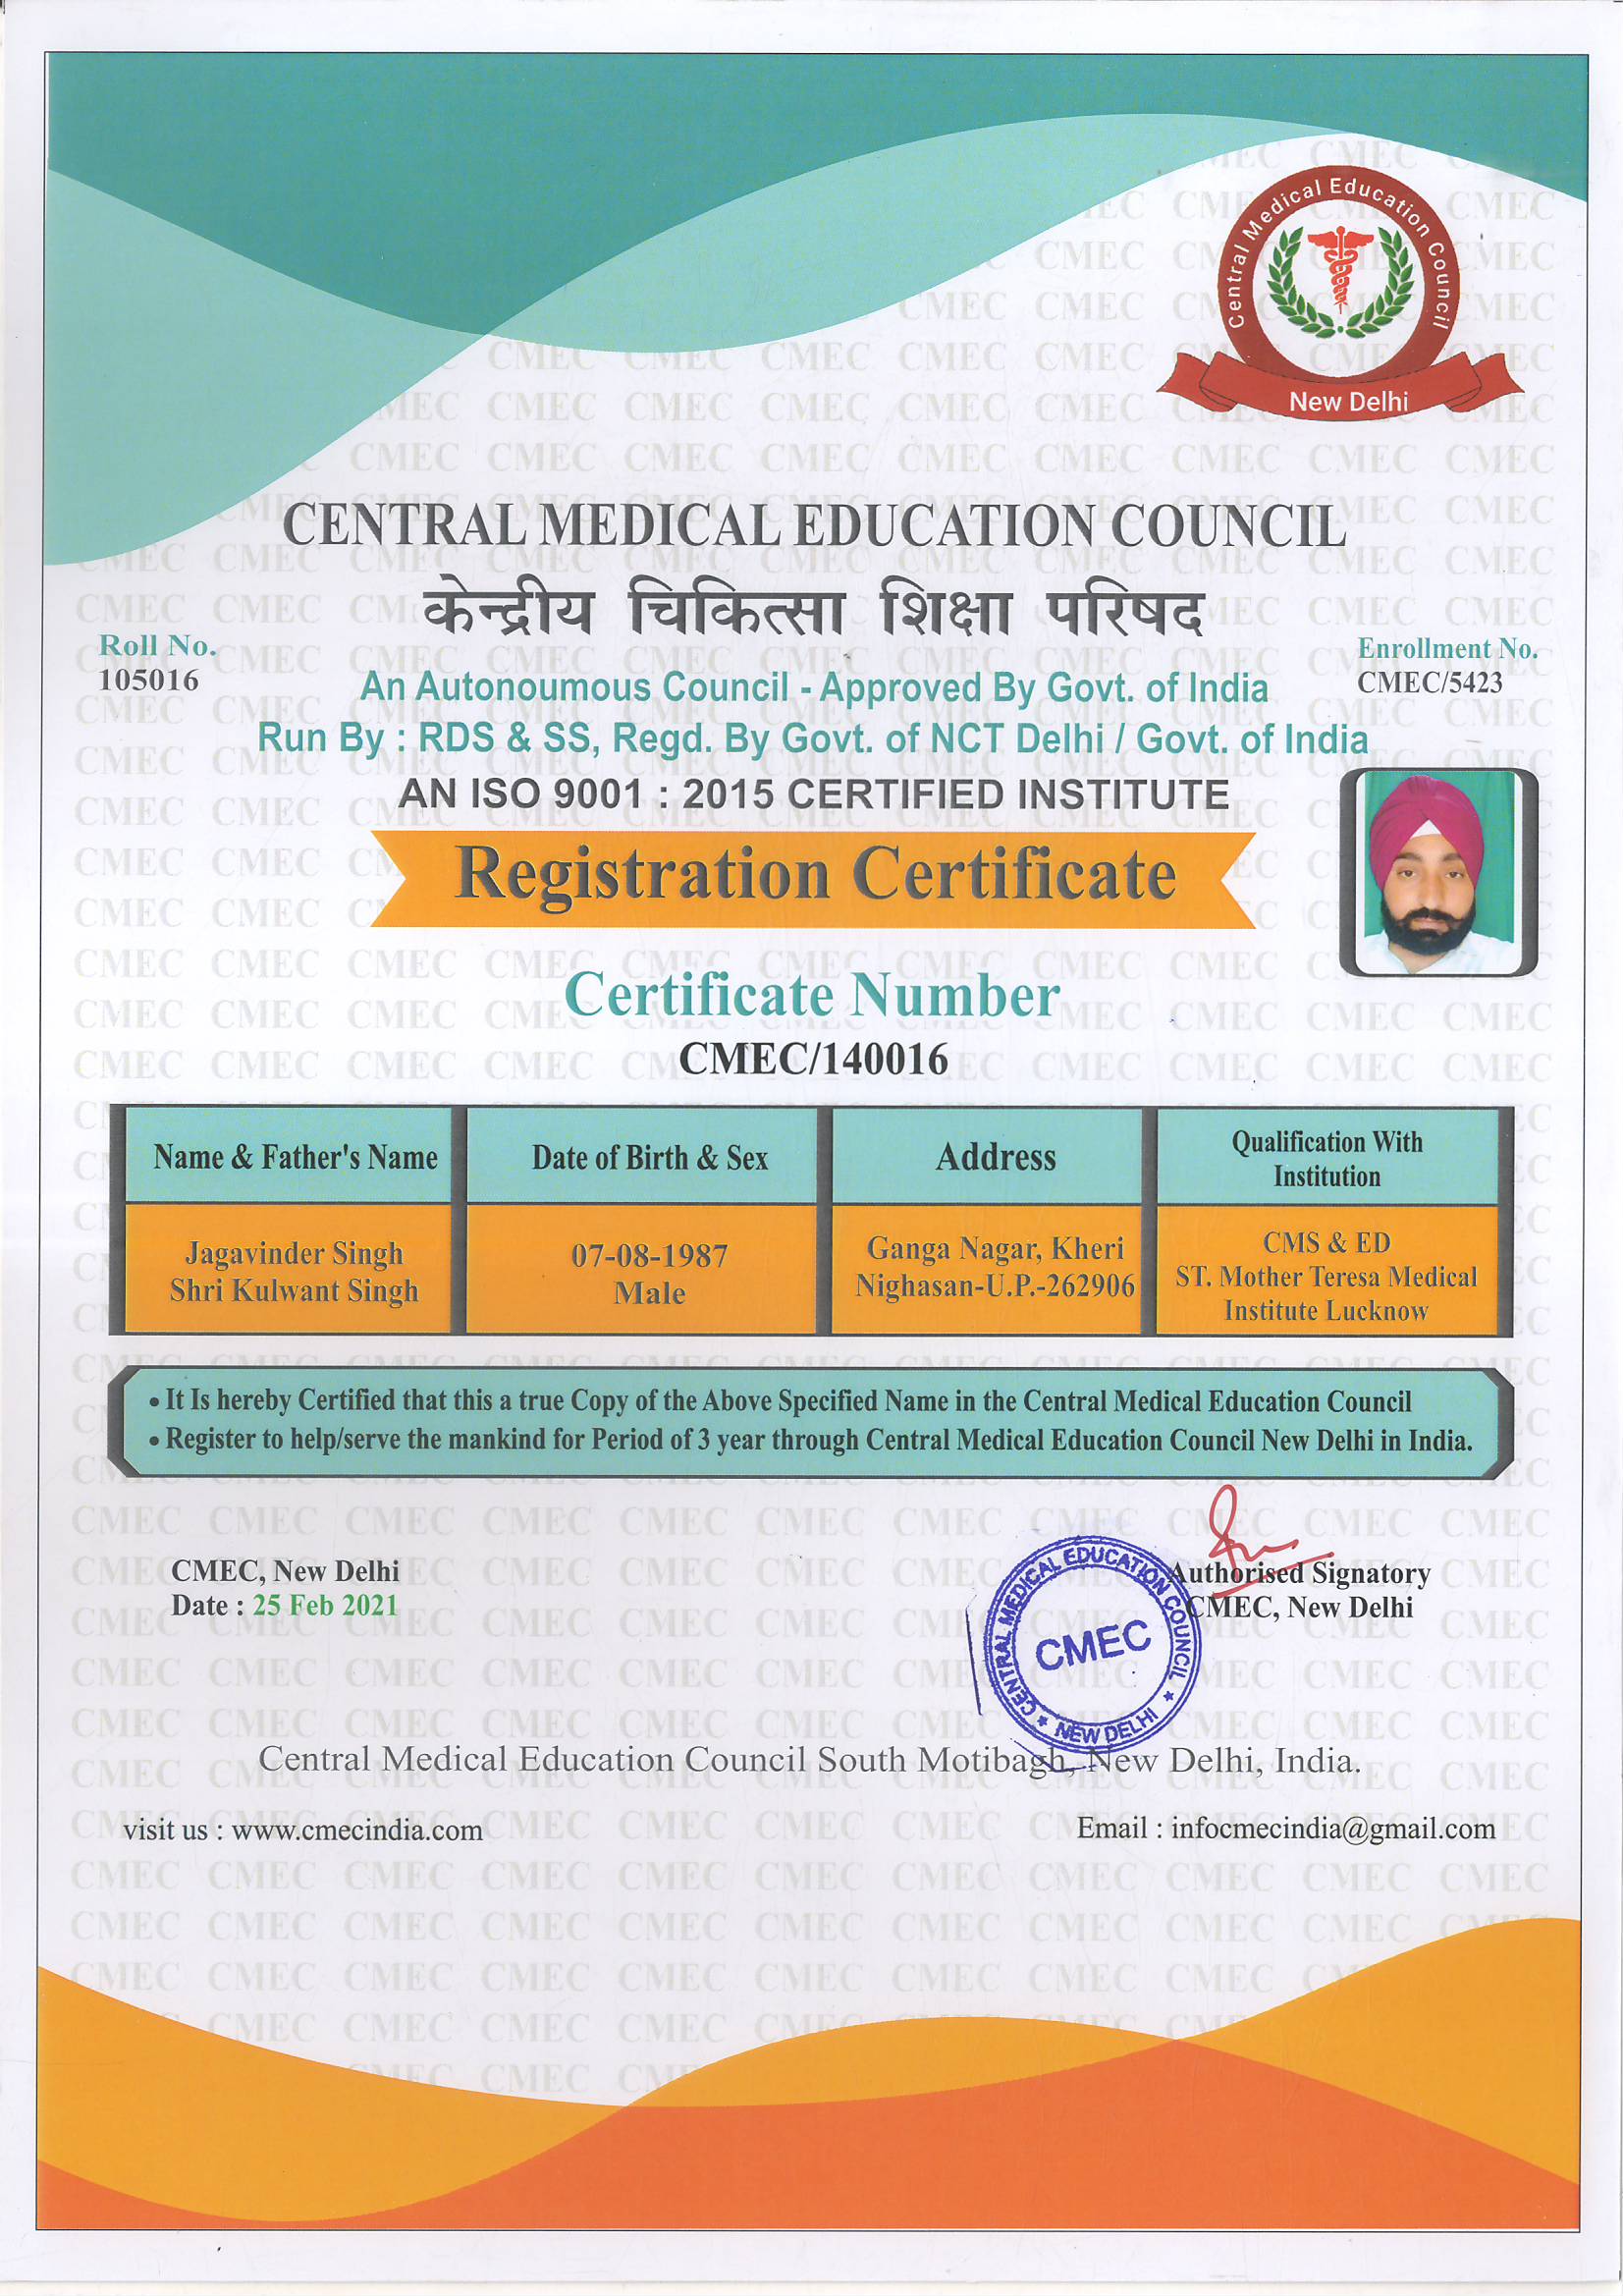 Central Medical Education Council
New Delhi
CENTRAL MEDICAL EDUCATION COUNCIL
केन्द्रीय चिकित्सा शिक्षा परिषद
Roll No.
105016
Enrollment No.
CMEC/5423
An Autonoumous Council - Approved By Govt. of India
Run By : RDS & SS, Regd. By Govt. of NCT Delhi / Govt. of India
AN ISO 9001 : 2015 CERTIFIED INSTITUTE
Registration Certificate
Certificate Number
CMEC/140016
Name & Father's Name
Date of Birth & Sex
Address
Qualification With
Institution
Jagavinder Singh
Shri Kulwant Singh
07-08-1987
Male
Ganga Nagar, Kheri
Nighasan-U.P.-262906
CMS & ED
ST. Mother Teresa Medical
Institute Lucknow
• It Is hereby Certified that this a true Copy of the Above Specified Name in the Central Medical Education Council
• Register to help/serve the mankind for Period of 3 year through Central Medical Education Council New Delhi in India.
CMEC, New Delhi
Date : 25 Feb 2021
Authorised Signatory
CMEC, New Delhi
CENTRAL MEDICAL EDUCATION COUNCIL
CMEC
★ NEW DELHI ★
Central Medical Education Council South Motibagh, New Delhi, India.
visit us : www.cmecindia.com
Email : infocmecindia@gmail.com